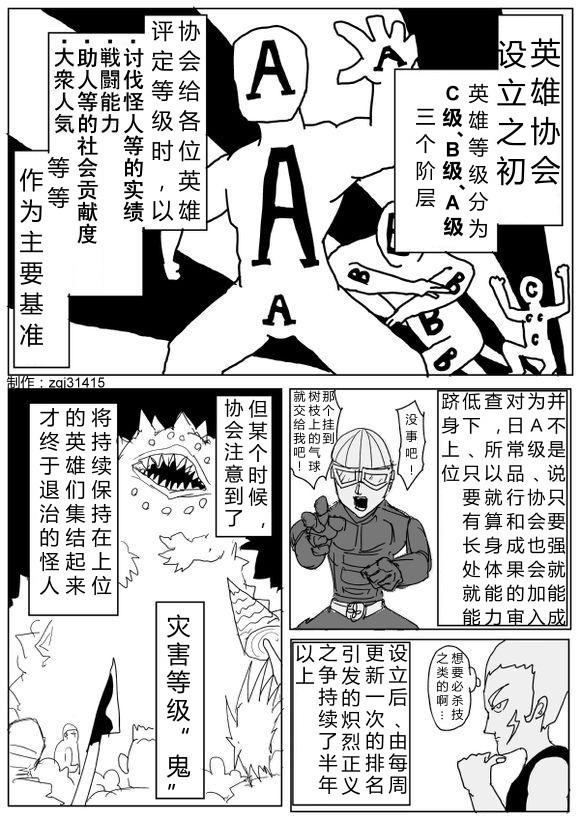 英雄协会
设立之初
英雄等级分为
C级、B级、A级
三个阶层
协会给各位英雄
评定等级时，以
·讨伐怪人等的实绩
·戦闘能力
·助人等的社会贡献度
·大衆人気
等等
作为主要基准
A
A
A
A
B
B
B
B
B
B
C
C
制作：zqj31415
并不是说只要强就能成
为A级、协会也会加入
对日常品行和成果的审
查，所以就算身体能力
低下、只要有长处就能
跻身上位
没事吧！
那个挂到
树枝上的气球
就交给我吧！
设立后、由每周
更新一次的排名
引发的炽烈正义
之争持续了半年
以上
想要必杀技
之类的啊…
但某个时候，
协会注意到了
将持续保持在上位
的英雄们集结起来
才终于退治的怪人
灾害等级“鬼”